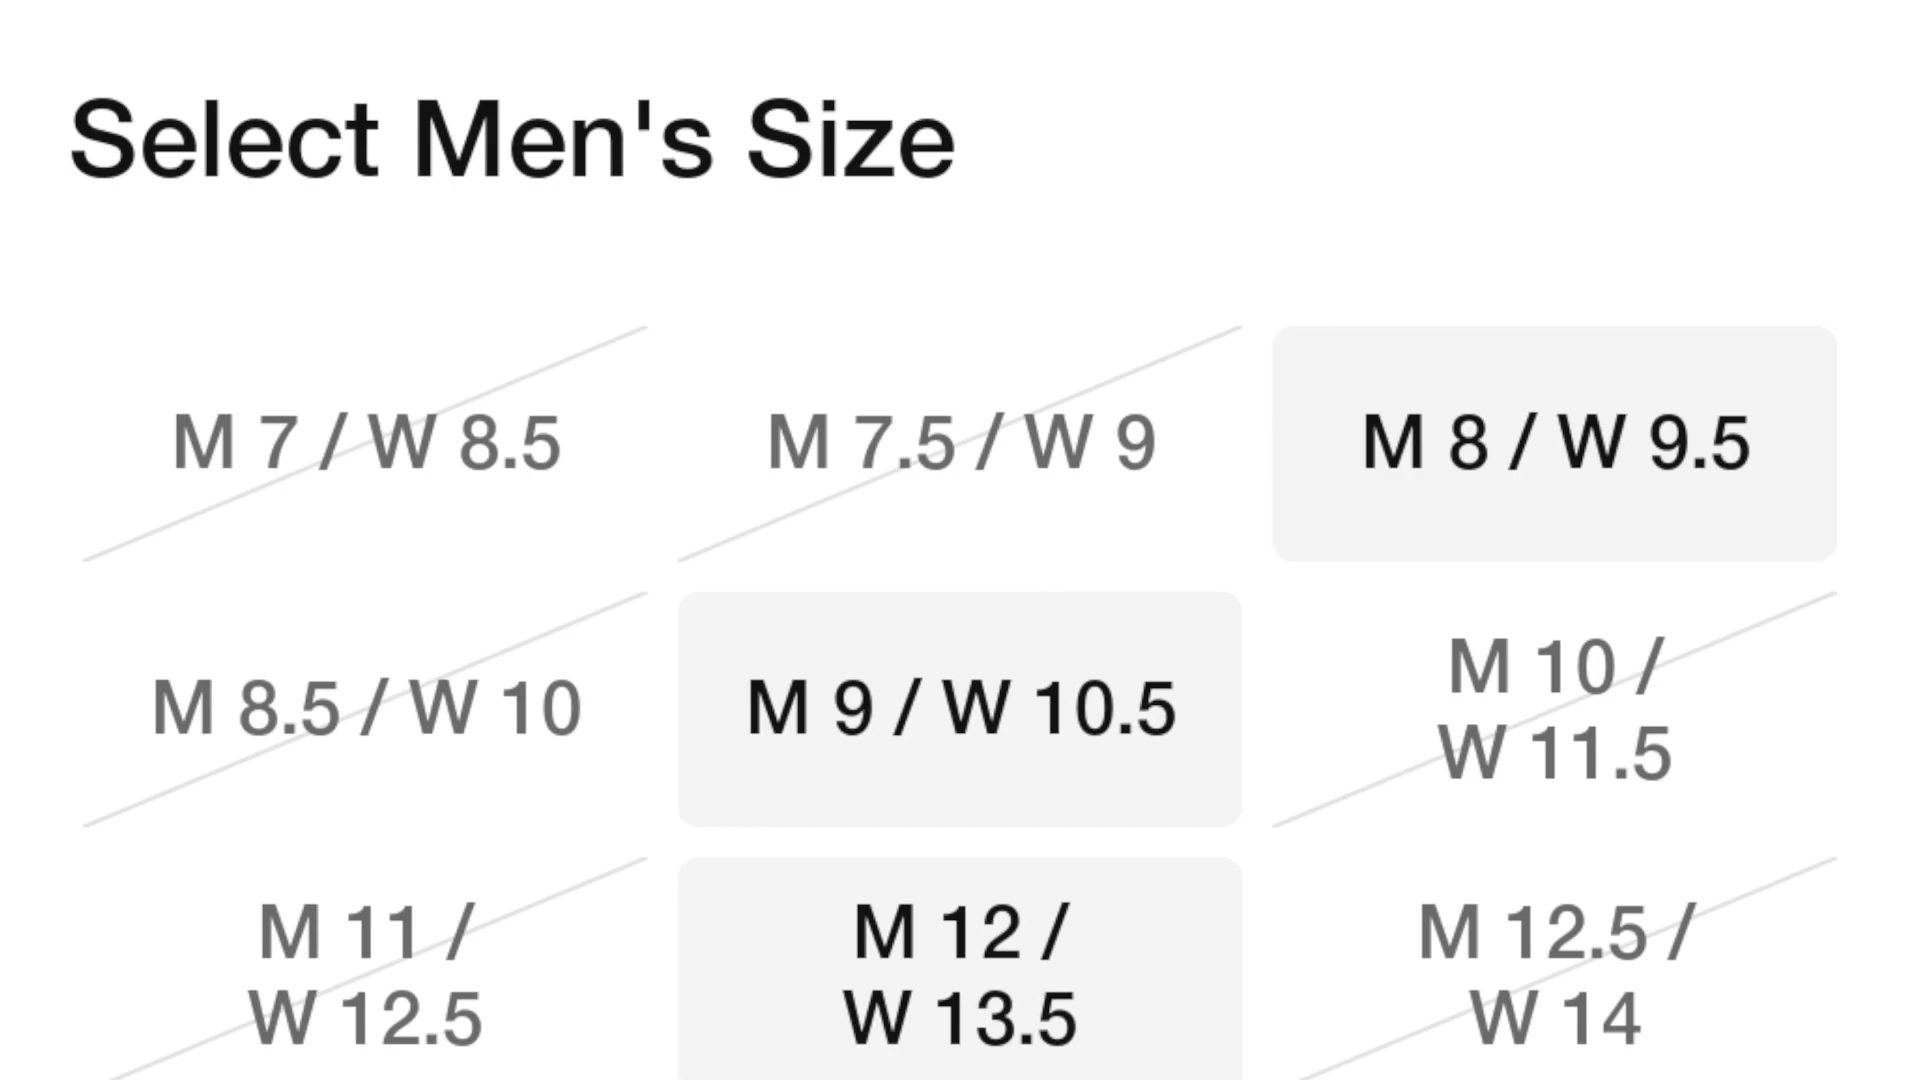 Select Men's Size
M 7 / W 8.5
M 7.5 / W 9
M 8 / W 9.5
M 8.5 / W 10
M 9 / W 10.5
M 10 /
W 11.5
M 11 /
W 12.5
M 12 /
W 13.5
M 12.5 /
W 14